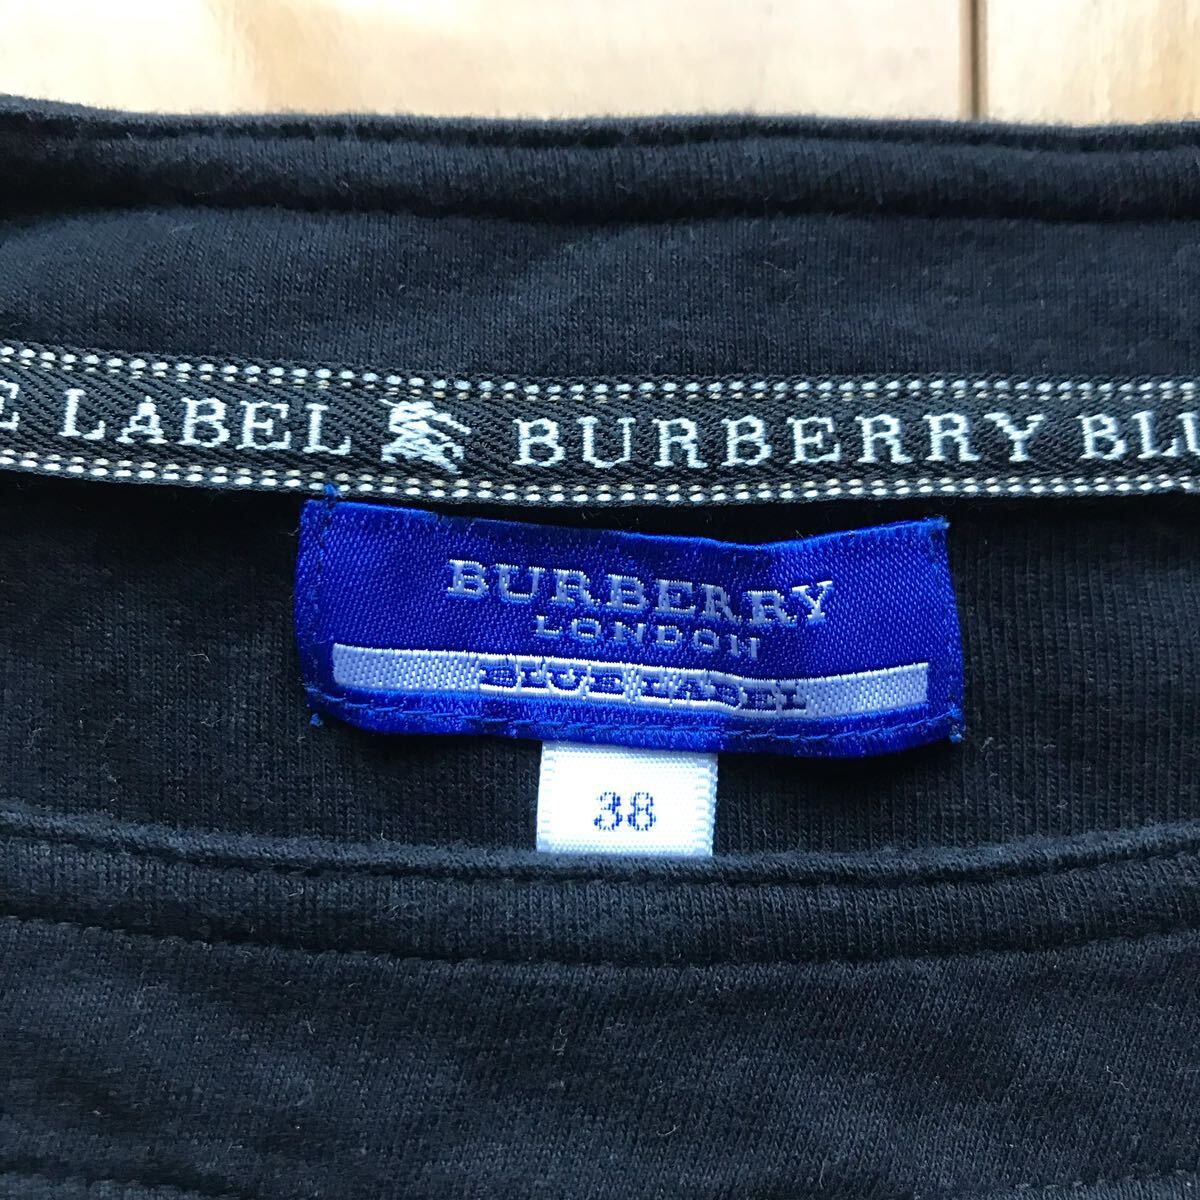 E LABEL BURBERRY BLU
BURBERRY
LONDON
BLUE LABEL
38